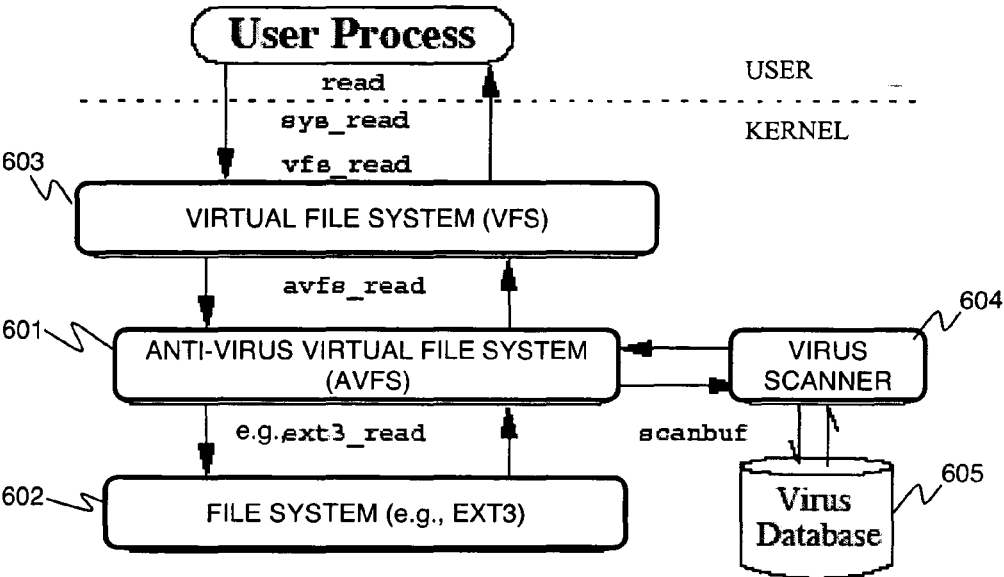 User Process
read
USER
sys_read
KERNEL
vfs_read
603
VIRTUAL FILE SYSTEM (VFS)
avfs_read
604
601
ANTI-VIRUS VIRTUAL FILE SYSTEM
(AVFS)
VIRUS
SCANNER
e.g.,ext3_read
scanbuf
602
FILE SYSTEM (e.g., EXT3)
605
Virus
Database